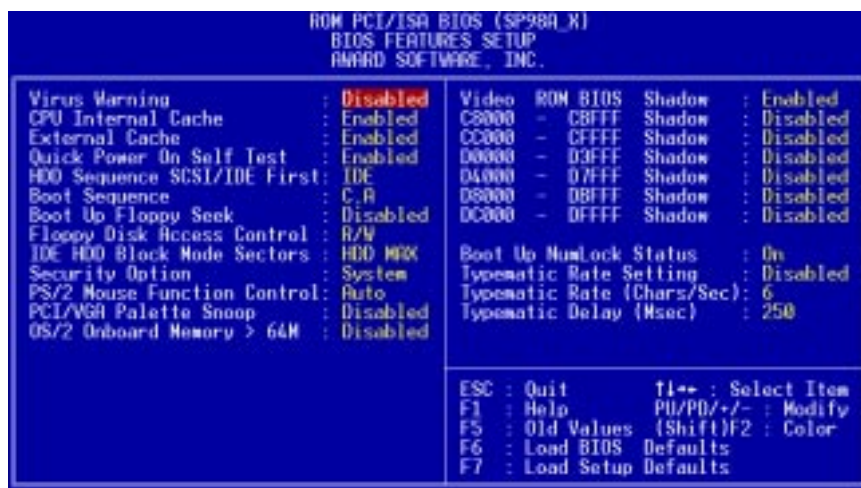 ROM PCI/ISA BIOS (SP98A_X)
BIOS FEATURES SETUP
AWARD SOFTWARE, INC.
Virus Warning : Disabled
CPU Internal Cache : Enabled
External Cache : Enabled
Quick Power On Self Test : Enabled
HDD Sequence SCSI/IDE First: IDE
Boot Sequence : C,A
Boot Up Floppy Seek : Disabled
Floppy Disk Access Control : R/W
IDE HDD Block Mode Sectors : HDD MAX
Security Option : System
PS/2 Mouse Function Control: Auto
PCI/VGA Palette Snoop : Disabled
OS/2 Onboard Memory > 64M : Disabled
Video ROM BIOS Shadow : Enabled
C8000 - CBFFF Shadow : Disabled
CC000 - CFFFF Shadow : Disabled
D0000 - D3FFF Shadow : Disabled
D4000 - D7FFF Shadow : Disabled
D8000 - DBFFF Shadow : Disabled
DC000 - DFFFF Shadow : Disabled
Boot Up NumLock Status : On
Typematic Rate Setting : Disabled
Typematic Rate (Chars/Sec): 6
Typematic Delay (Msec) : 250
ESC : Quit ↑↓→← : Select Item
F1 : Help PU/PD/+/- : Modify
F5 : Old Values (Shift)F2 : Color
F6 : Load BIOS Defaults
F7 : Load Setup Defaults